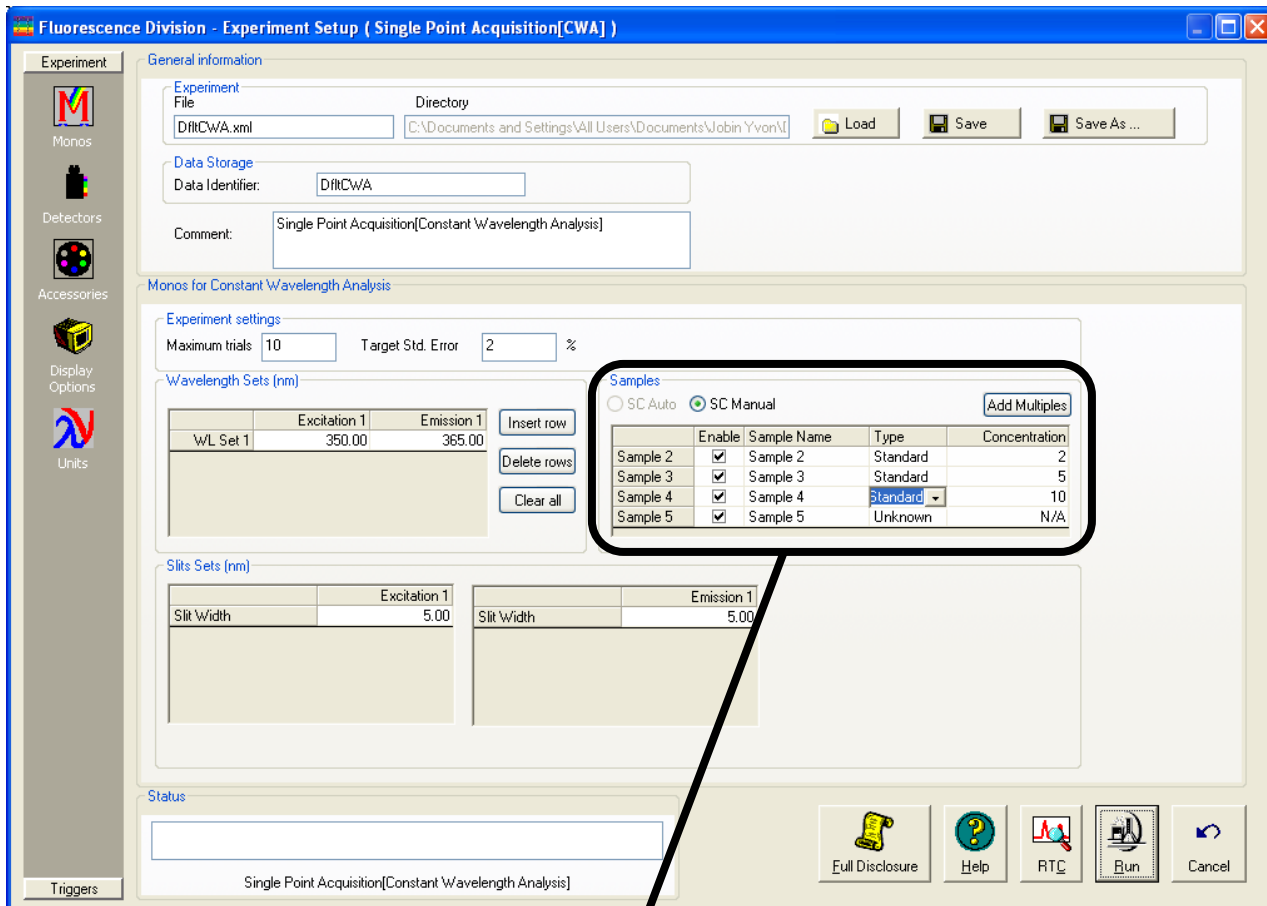 Fluorescence Division - Experiment Setup ( Single Point Acquisition[CWA] )
Experiment
Monos
Detectors
Accessories
Display
Options
Units
Triggers
General information
Experiment
File Directory
DfltCWA.xml C:\Documents and Settings\All Users\Documents\Jobin Yvon\ Load Save Save As ...
Data Storage
Data Identifier: DfltCWA
Comment: Single Point Acquisition[Constant Wavelength Analysis]
Monos for Constant Wavelength Analysis
Experiment settings
Maximum trials 10 Target Std. Error 2 %
Wavelength Sets (nm)
Excitation 1 Emission 1
WL Set 1 350.00 365.00
Insert row
Delete rows
Clear all
Samples
SC Auto SC Manual Add Multiples
Enable Sample Name Type Concentration
Sample 2 Sample 2 Standard 2
Sample 3 Sample 3 Standard 5
Sample 4 Sample 4 Standard 10
Sample 5 Sample 5 Unknown N/A
Slits Sets (nm)
Excitation 1
Slit Width 5.00
Emission 1
Slit Width 5.00
Status
Single Point Acquisition[Constant Wavelength Analysis]
Full Disclosure Help RTC Run Cancel